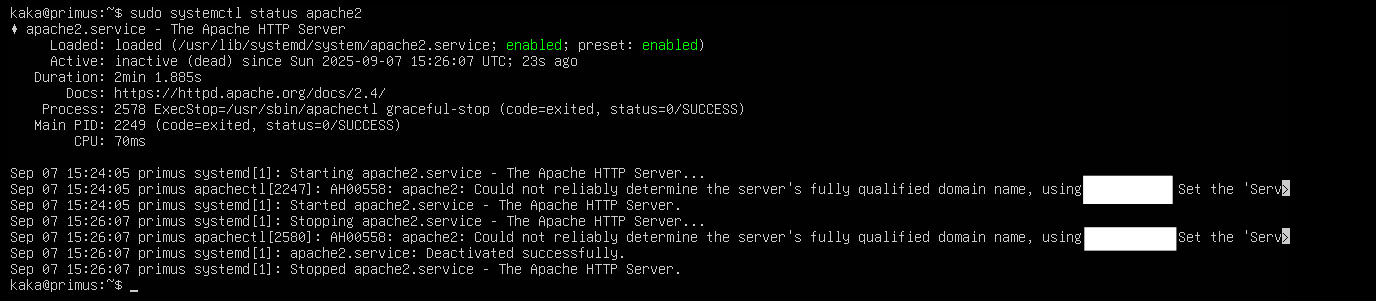 kaka@primus:~$ sudo systemctl status apache2
♦ apache2.service - The Apache HTTP Server
Loaded: loaded (/usr/lib/systemd/system/apache2.service; enabled; preset: enabled)
Active: inactive (dead) since Sun 2025-09-07 15:26:07 UTC; 23s ago
Duration: 2min 1.885s
Docs: https://httpd.apache.org/docs/2.4/
Process: 2578 ExecStop=/usr/sbin/apachectl graceful-stop (code=exited, status=0/SUCCESS)
Main PID: 2249 (code=exited, status=0/SUCCESS)
CPU: 70ms
Sep 07 15:24:05 primus systemd[1]: Starting apache2.service - The Apache HTTP Server...
Sep 07 15:24:05 primus apachectl[2247]: AH00558: apache2: Could not reliably determine the server's fully qualified domain name, using Set the 'Serv>
Sep 07 15:24:05 primus systemd[1]: Started apache2.service - The Apache HTTP Server.
Sep 07 15:26:07 primus systemd[1]: Stopping apache2.service - The Apache HTTP Server...
Sep 07 15:26:07 primus apachectl[2580]: AH00558: apache2: Could not reliably determine the server's fully qualified domain name, using Set the 'Serv>
Sep 07 15:26:07 primus systemd[1]: apache2.service: Deactivated successfully.
Sep 07 15:26:07 primus systemd[1]: Stopped apache2.service - The Apache HTTP Server.
kaka@primus:~$ _